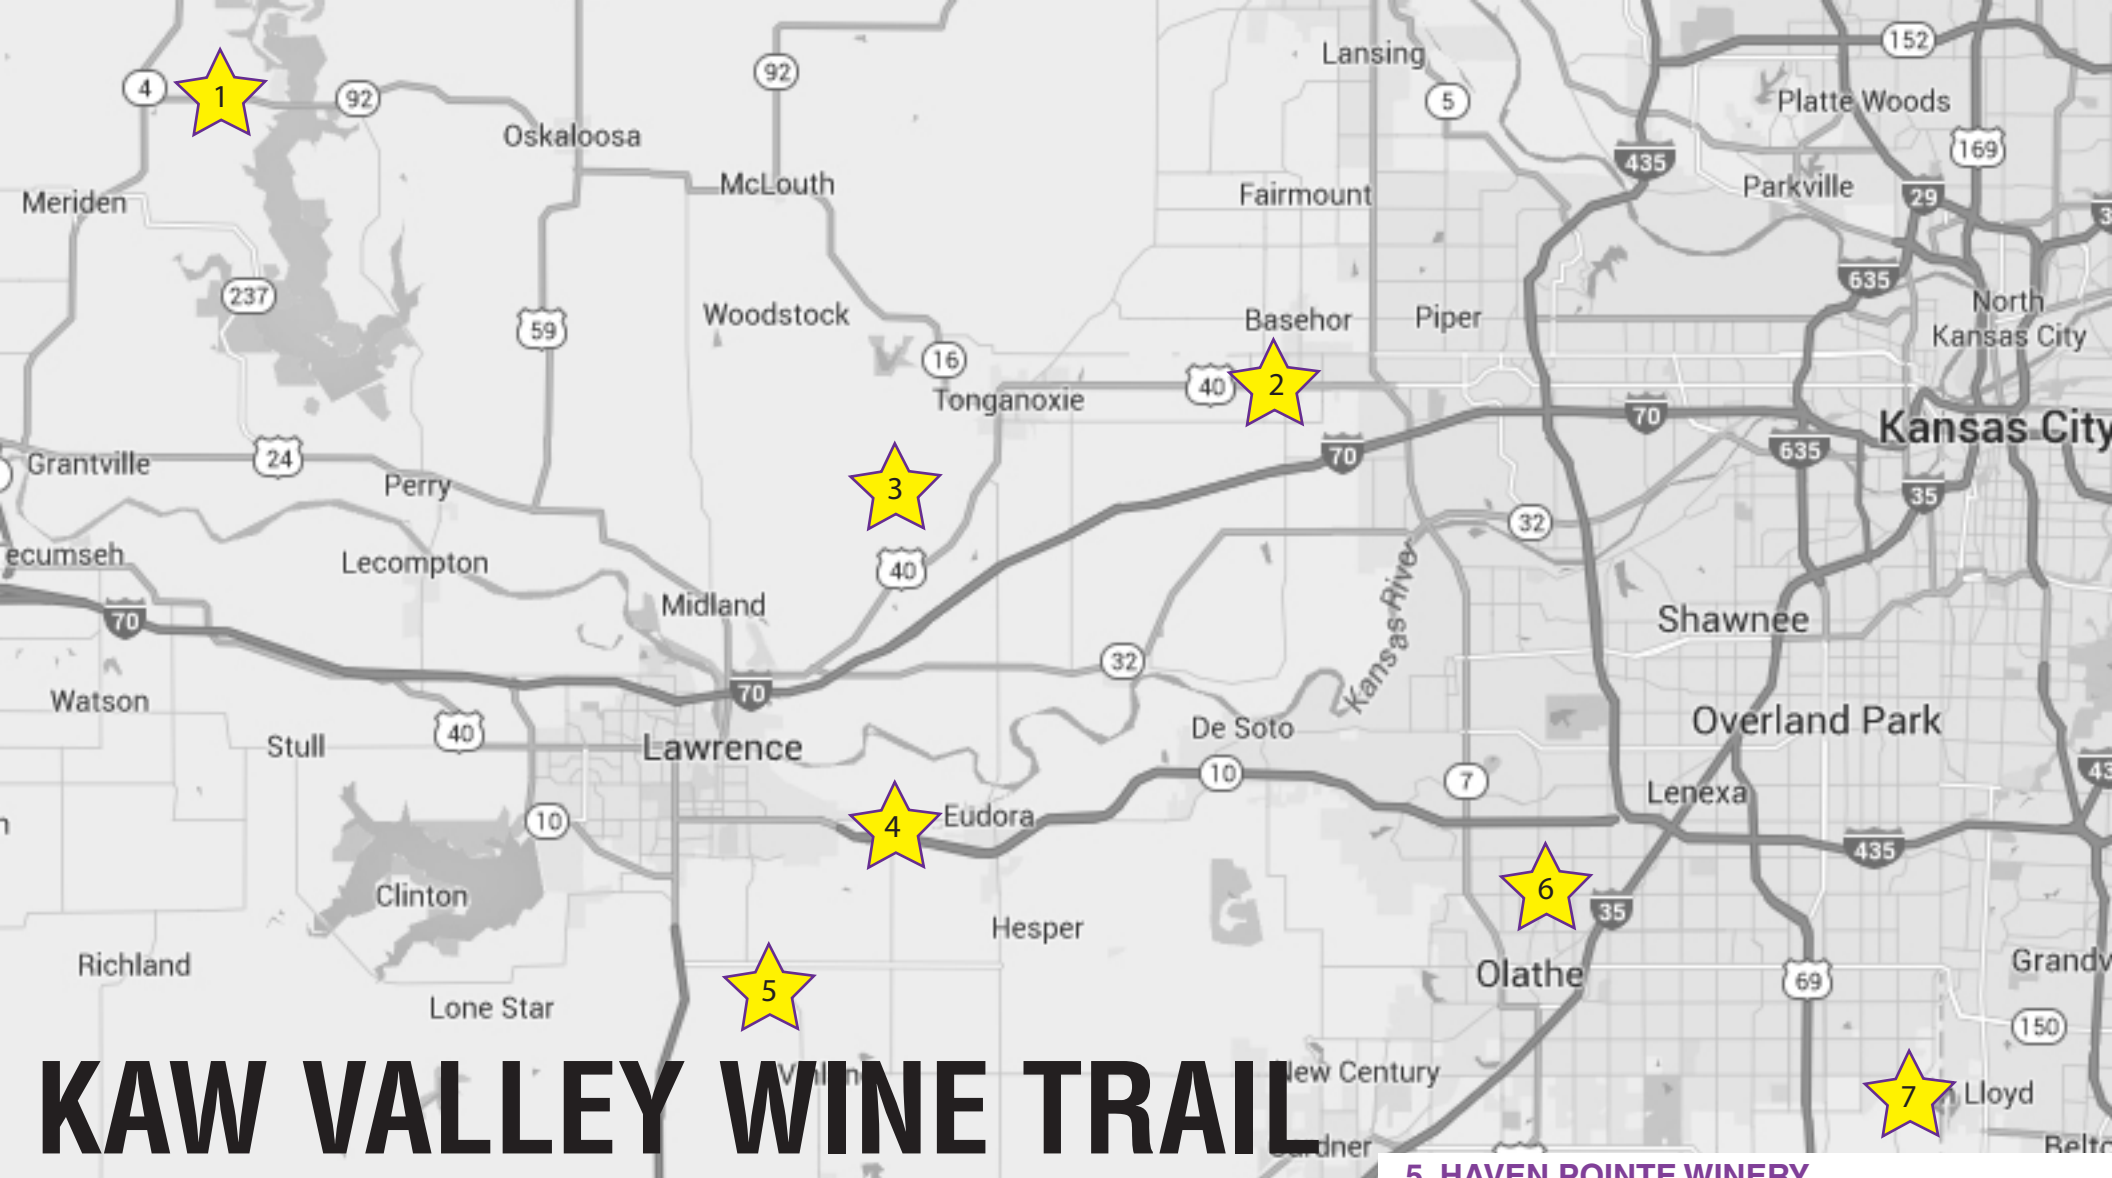 Lansing
152
4
1
92
92
5
Platte Woods
Oskaloosa
169
435
McLouth
Parkville
29
Meriden
Fairmount
237
635
Woodstock
Basehor
Piper
North
Kansas City
59
16
40
2
Tonganoxie
70
Kansas City
24
Grantville
70
635
Perry
3
35
32
ecumseh
Lecompton
40
Kansas River
70
Midland
Shawnee
32
70
Watson
40
Stull
Lawrence
De Soto
Overland Park
10
7
43
Lenexa
10
4
Eudora
435
Clinton
6
35
Hesper
Richland
5
Olathe
69
Grandv
Lone Star
150
KAW VALLEY WINE TRAIL
New Century
7
Lloyd
Gardner
Belto
5. HAVEN POINTE WINERY